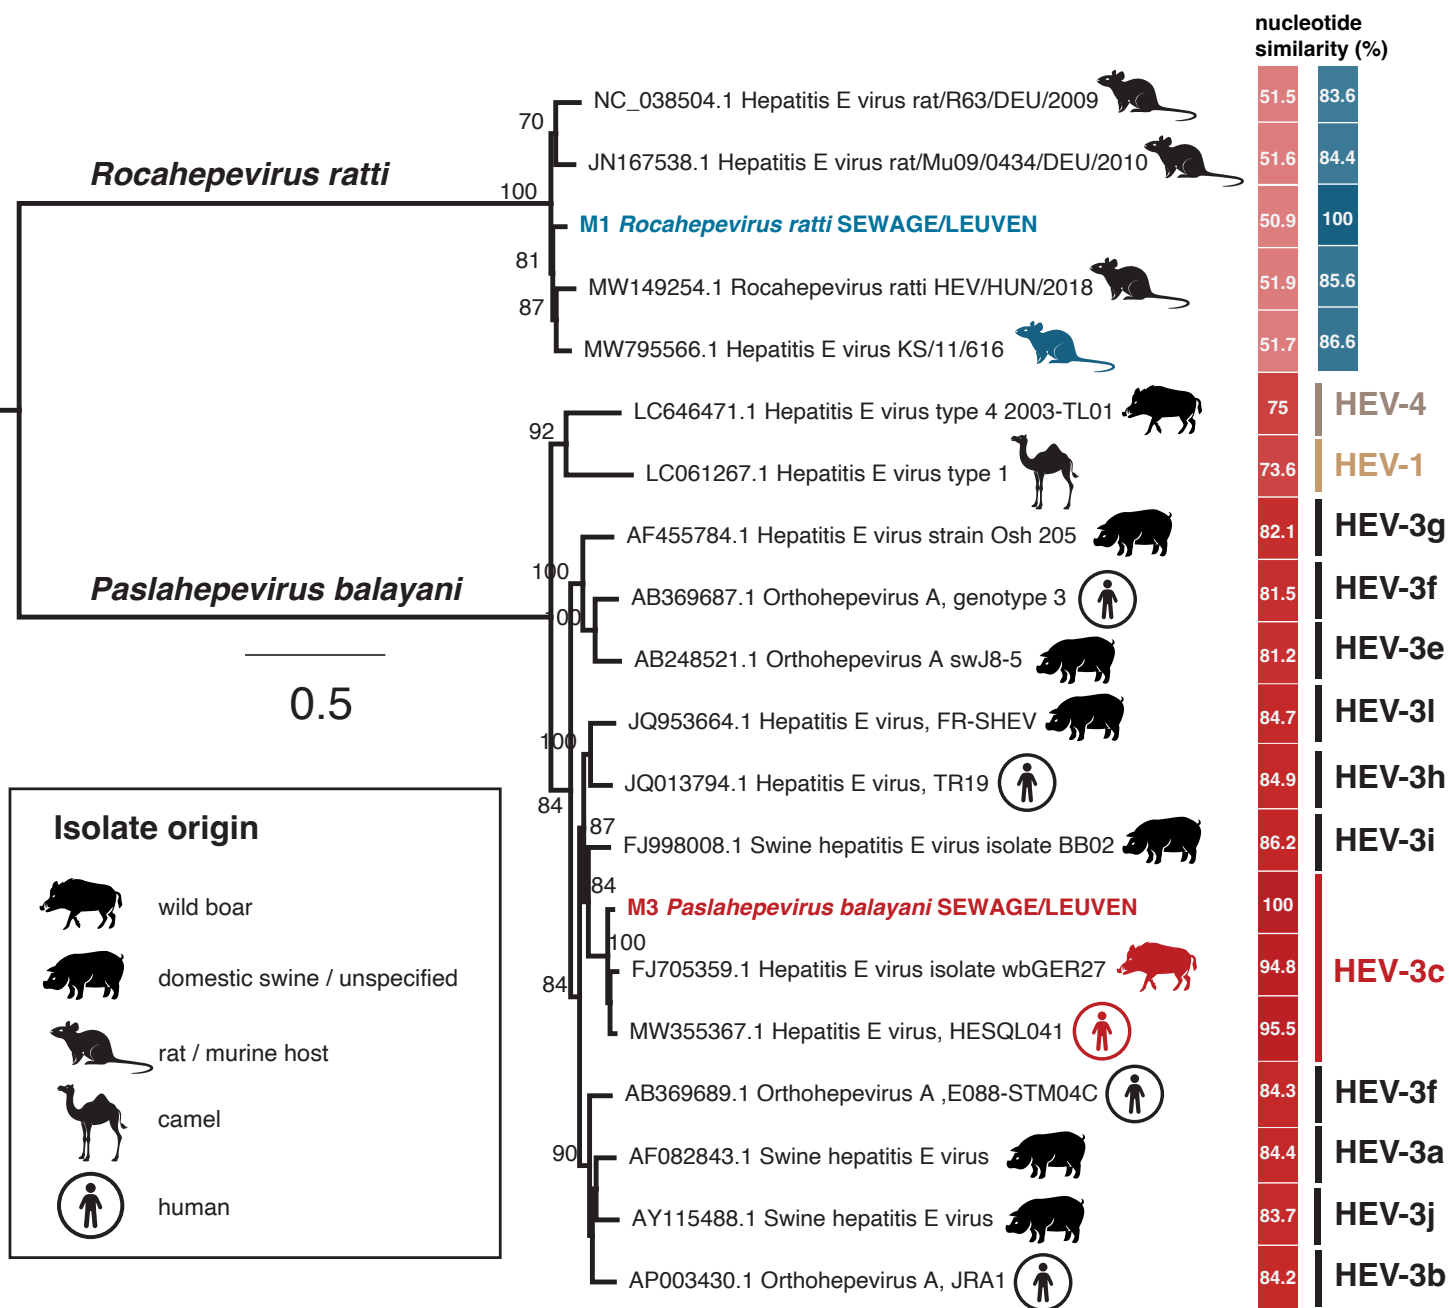 nucleotide
similarity (%)
NC_038504.1 Hepatitis E virus rat/R63/DEU/2009 51.5 83.6
70
JN167538.1 Hepatitis E virus rat/Mu09/0434/DEU/2010 51.6 84.4
Rocahepevirus ratti
100
M1 Rocahepevirus ratti SEWAGE/LEUVEN 50.9 100
81
MW149254.1 Rocahepevirus ratti HEV/HUN/2018 51.9 85.6
87
MW795566.1 Hepatitis E virus KS/11/616 51.7 86.6
LC646471.1 Hepatitis E virus type 4 2003-TL01 75 HEV-4
92
LC061267.1 Hepatitis E virus type 1 73.6 HEV-1
AF455784.1 Hepatitis E virus strain Osh 205 82.1 HEV-3g
100
Paslahepevirus balayani
AB369687.1 Orthohepevirus A, genotype 3 81.5 HEV-3f
100
AB248521.1 Orthohepevirus A swJ8-5 81.2 HEV-3e
0.5
JQ953664.1 Hepatitis E virus, FR-SHEV 84.7 HEV-3l
100
JQ013794.1 Hepatitis E virus, TR19 84.9 HEV-3h
84
87
FJ998008.1 Swine hepatitis E virus isolate BB02 86.2 HEV-3i
84
M3 Paslahepevirus balayani SEWAGE/LEUVEN 100
100
FJ705359.1 Hepatitis E virus isolate wbGER27 94.8 HEV-3c
84
MW355367.1 Hepatitis E virus, HESQL041 95.5
AB369689.1 Orthohepevirus A ,E088-STM04C 84.3 HEV-3f
90
AF082843.1 Swine hepatitis E virus 84.4 HEV-3a
AY115488.1 Swine hepatitis E virus 83.7 HEV-3j
AP003430.1 Orthohepevirus A, JRA1 84.2 HEV-3b
Isolate origin
wild boar
domestic swine / unspecified
rat / murine host
camel
human